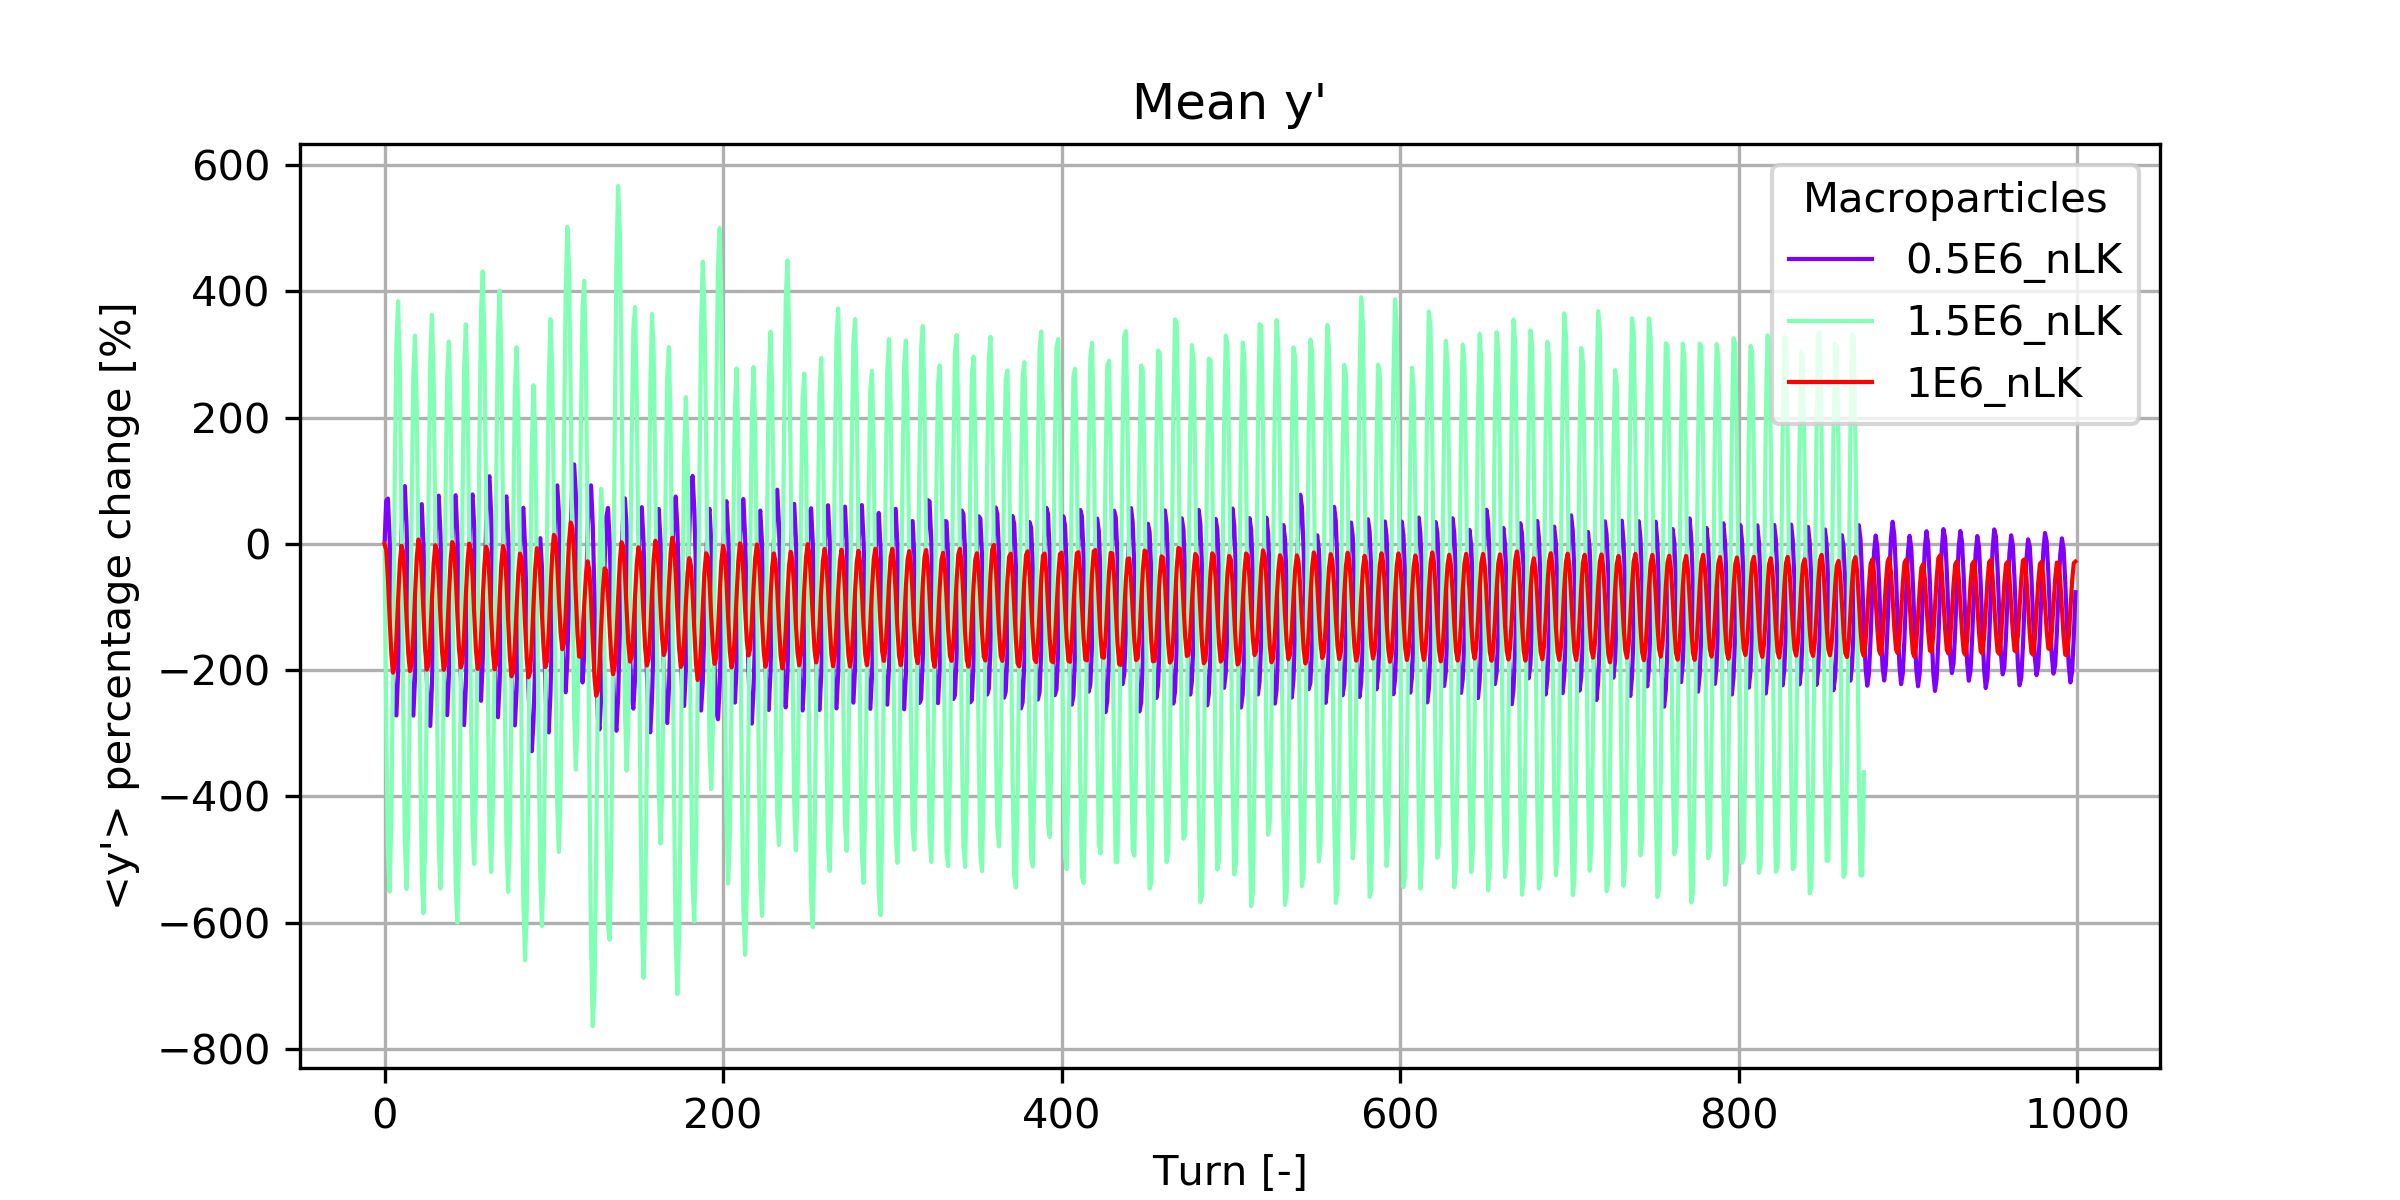 Mean y'
<y'> percentage change [%]
600
400
200
0
−200
−400
−600
−800
Macroparticles
0.5E6_nLK
1.5E6_nLK
1E6_nLK
0 200 400 600 800 1000
Turn [-]